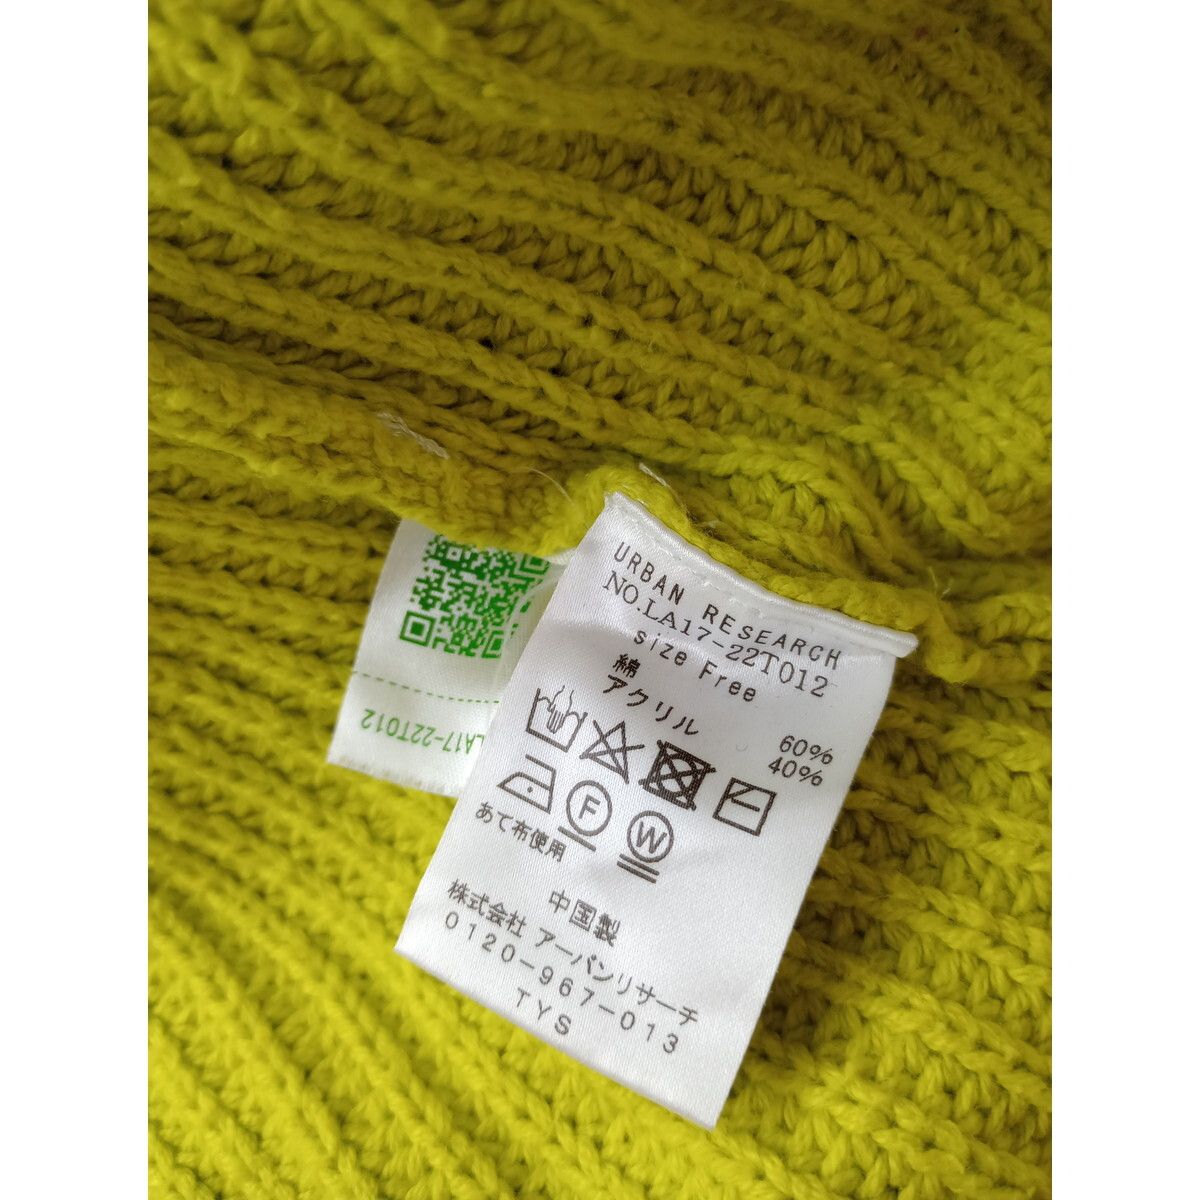 URBAN RESEARCH
NO.LA17-22T012
size Free
綿 60%
アクリル 40%
F W
あて布使用
中国製
株式会社 アーバンリサーチ
0120-967-013
TYS
LA17-22T012